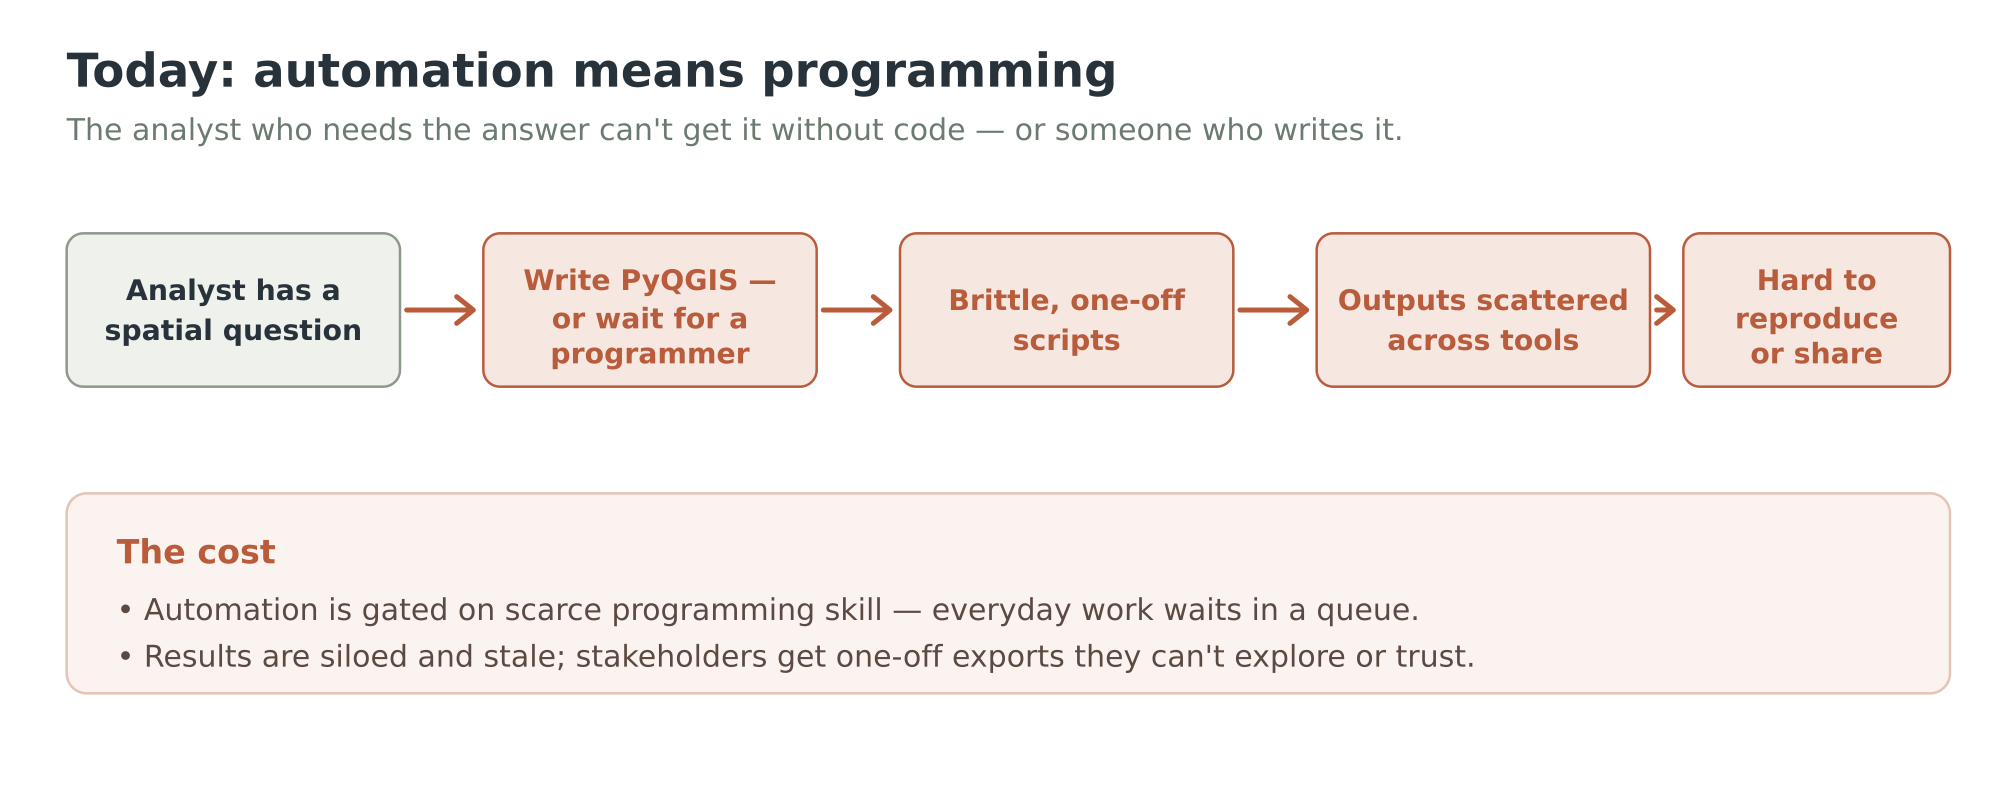 Today: automation means programming
The analyst who needs the answer can't get it without code — or someone who writes it.
Analyst has a
spatial question
Write PyQGIS —
or wait for a
programmer
Brittle, one-off
scripts
Outputs scattered
across tools
Hard to
reproduce
or share
The cost
• Automation is gated on scarce programming skill — everyday work waits in a queue.
• Results are siloed and stale; stakeholders get one-off exports they can't explore or trust.